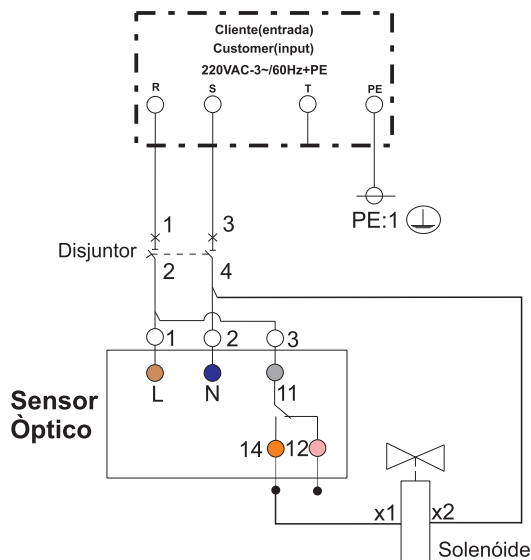 Cliente(entrada)
Customer(input)
220VAC-3~/60Hz+PE
R S T PE
PE:1
1 3
Disjuntor
2 4
1 2 3
L N 11
Sensor
Òptico
14 12
x1 x2
Solenóide